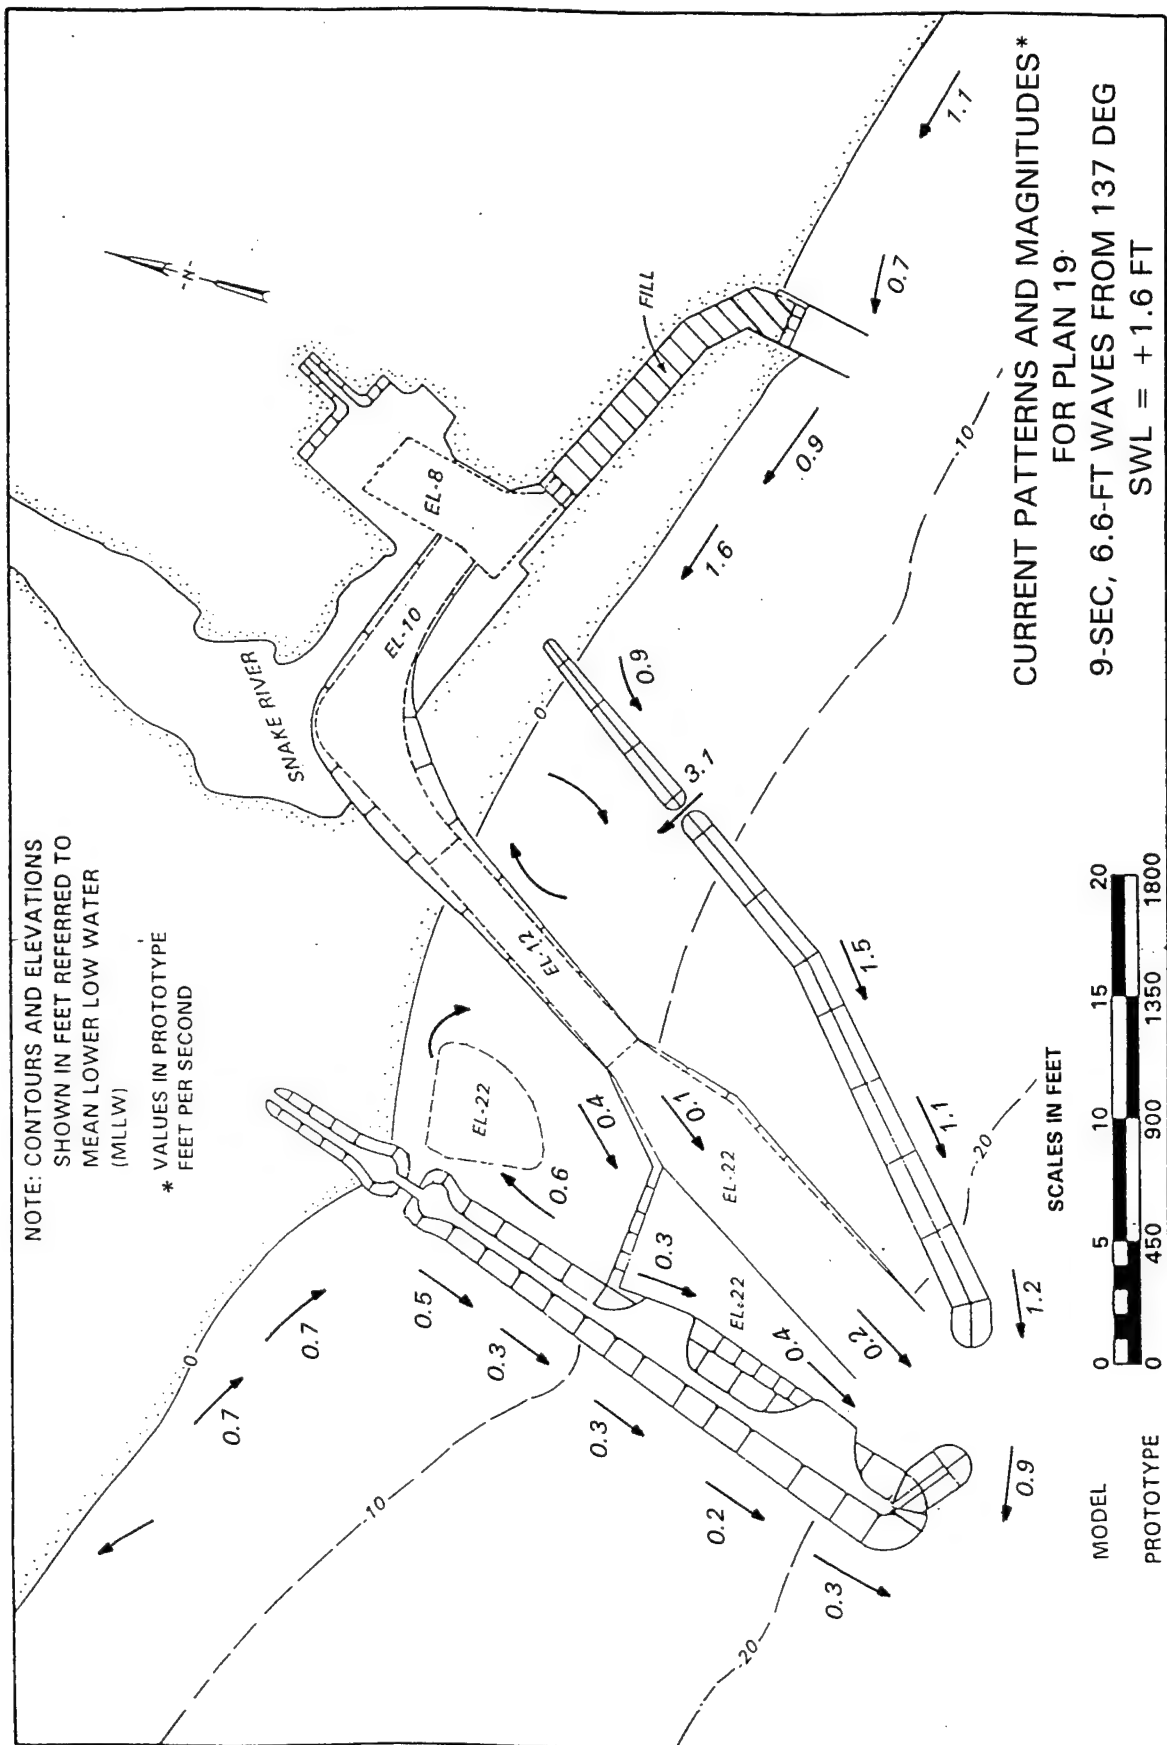 NOTE: CONTOURS AND ELEVATIONS
SHOWN IN FEET REFERRED TO
MEAN LOWER LOW WATER
(MLLW)
* VALUES IN PROTOTYPE
FEET PER SECOND
-N-
SNAKE RIVER
EL-8
EL-10
EL-12
EL-22
EL-22
EL-22
FILL
0
0
-10
-10
-20
-20
0.7
0.7
0.5
0.3
0.3
0.2
0.3
0.6
0.4
0.1
0.3
0.4
0.2
0.9
1.2
1.1
1.5
3.1
0.9
1.6
0.9
0.7
1.1
CURRENT PATTERNS AND MAGNITUDES*
FOR PLAN 19
9-SEC, 6.6-FT WAVES FROM 137 DEG
SWL = +1.6 FT
SCALES IN FEET
MODEL 0 5 10 15 20
PROTOTYPE 0 450 900 1350 1800